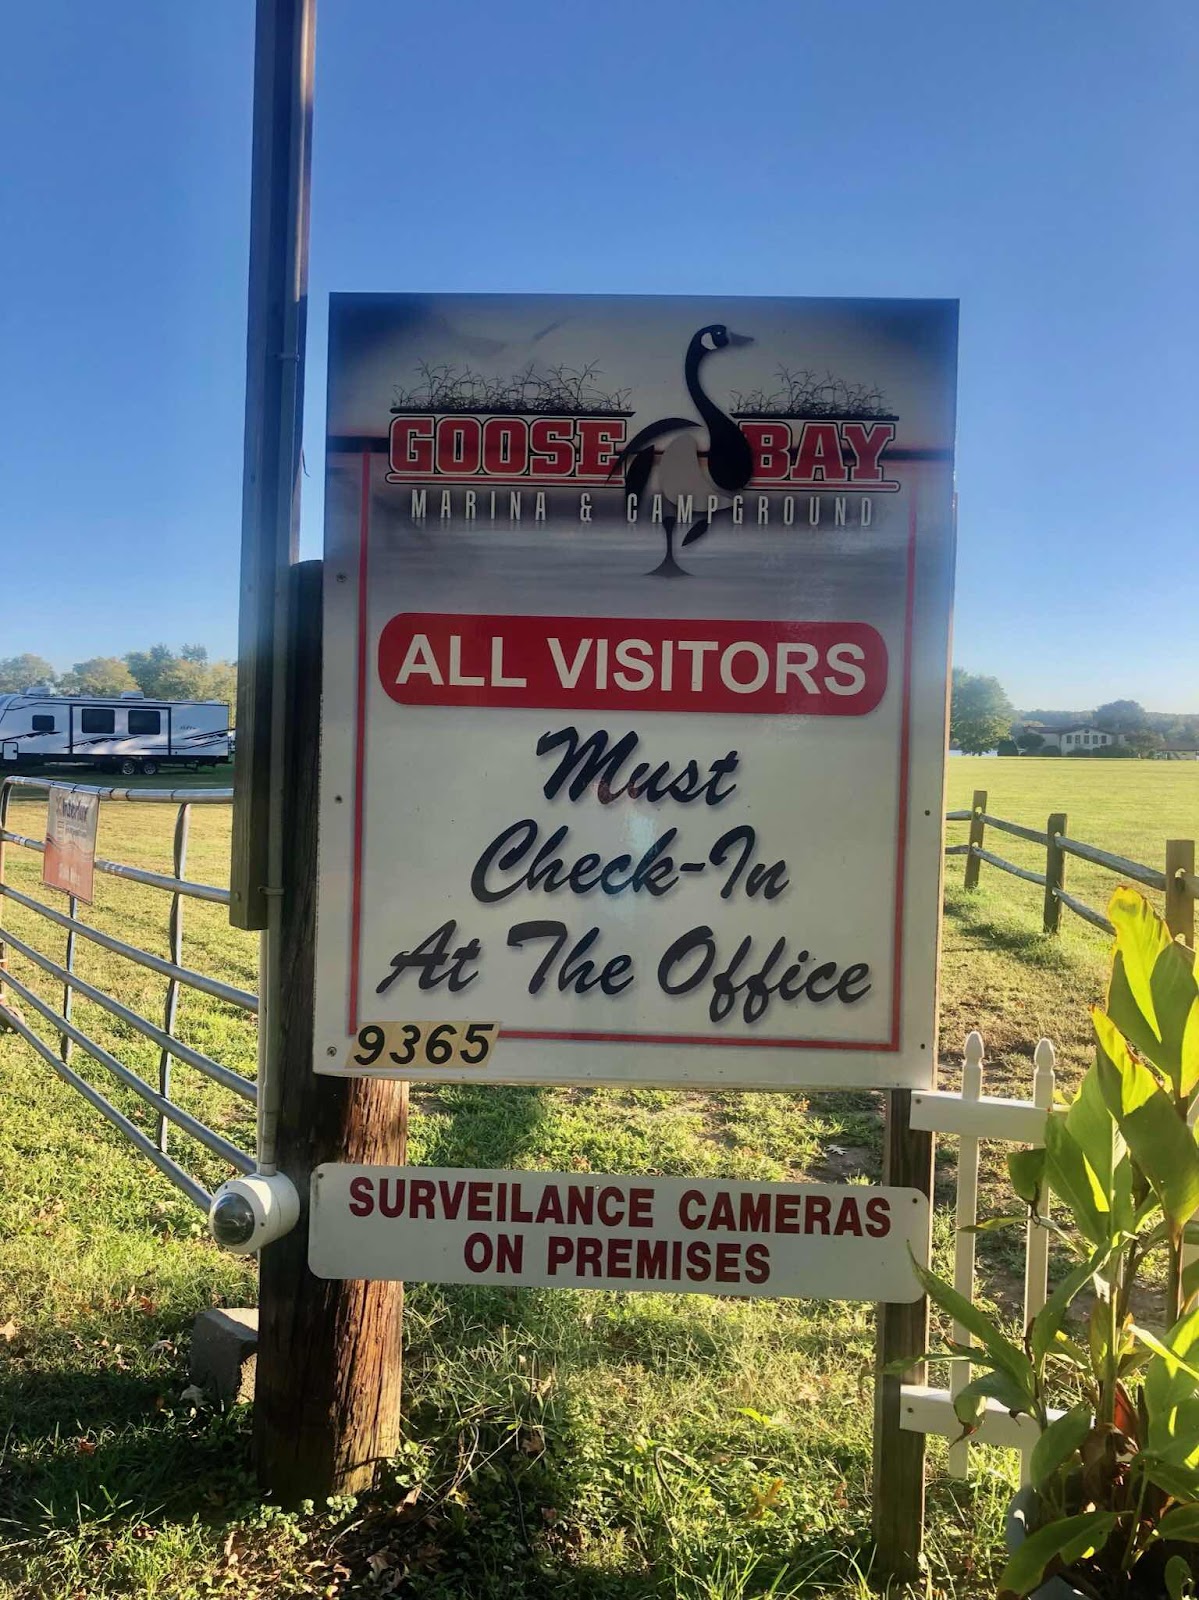 GOOSE BAY
MARINA & CAMPGROUND
ALL VISITORS
Must
Check-In
At The Office
9365
SURVEILANCE CAMERAS
ON PREMISES